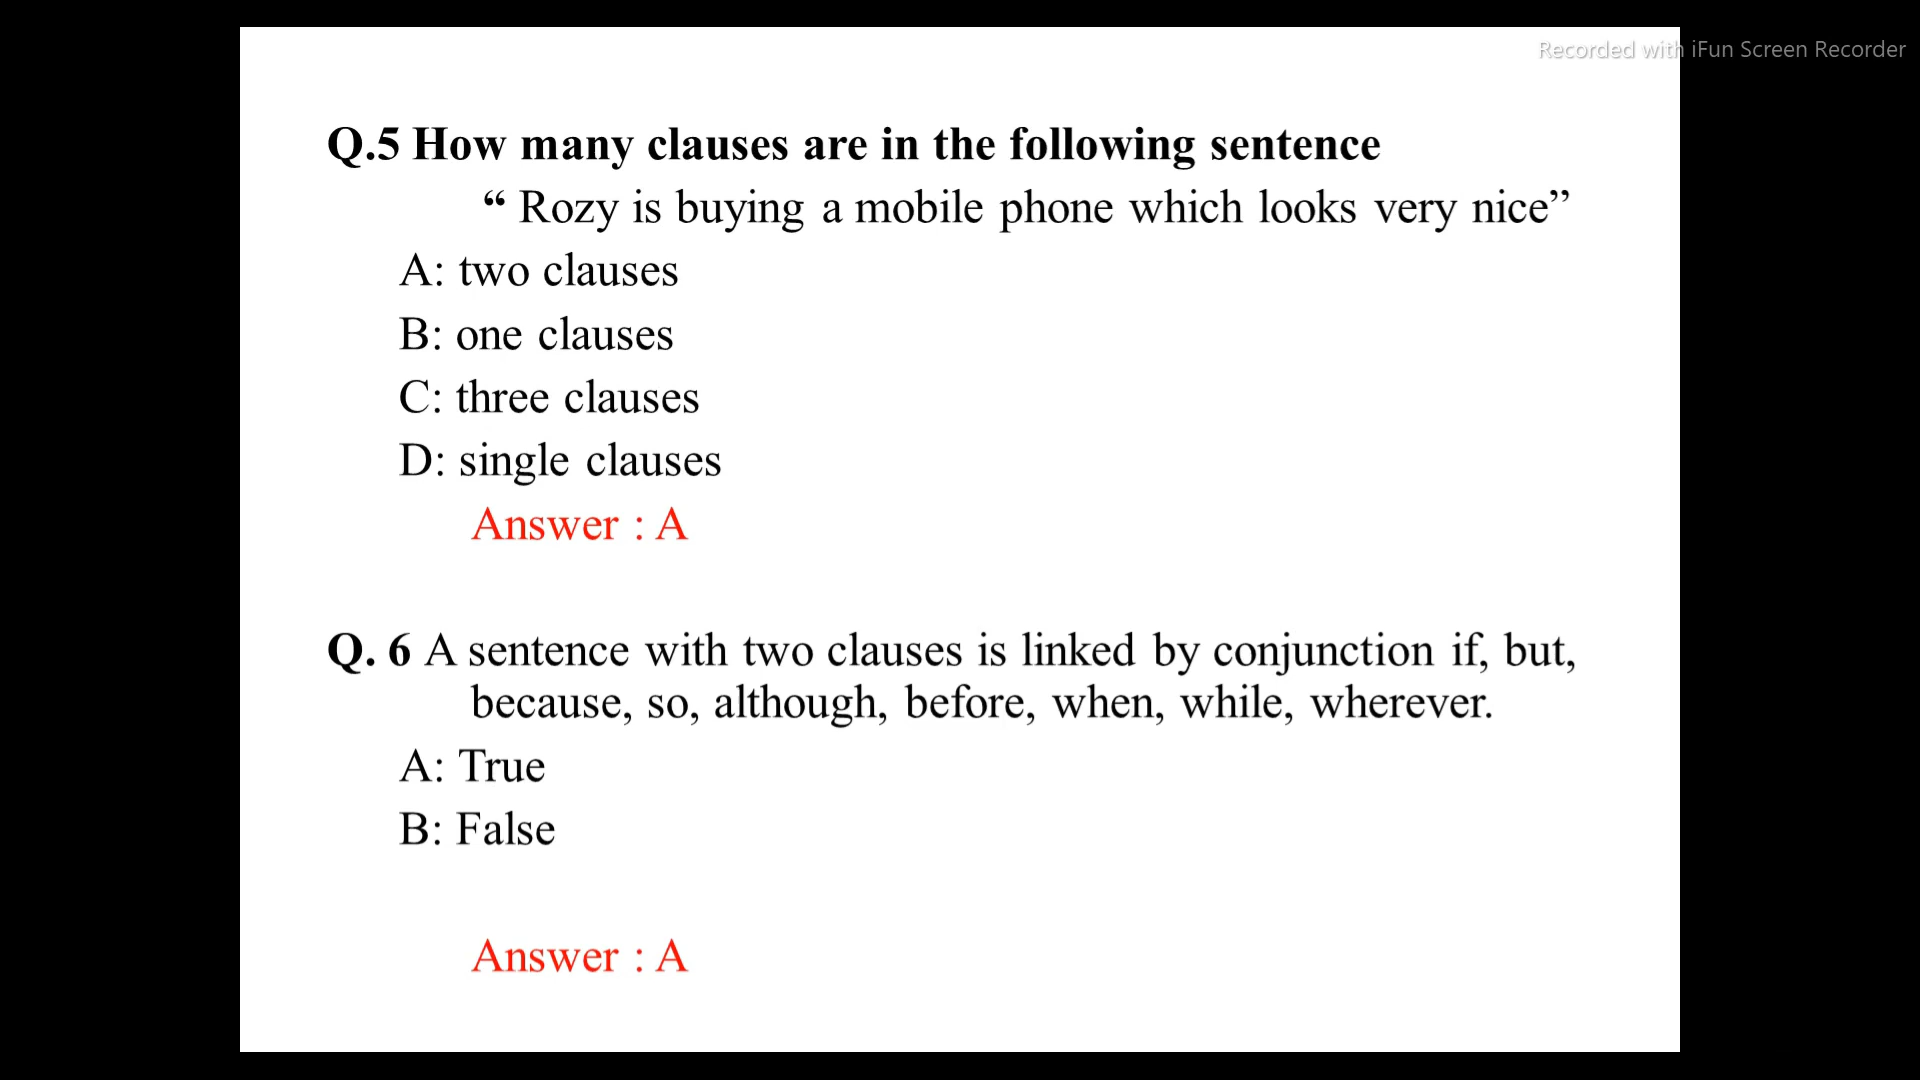 Recorded with iFun Screen Recorder
Q.5 How many clauses are in the following sentence
“ Rozy is buying a mobile phone which looks very nice”
A: two clauses
B: one clauses
C: three clauses
D: single clauses
Answer : A
Q. 6 A sentence with two clauses is linked by conjunction if, but,
because, so, although, before, when, while, wherever.
A: True
B: False
Answer : A